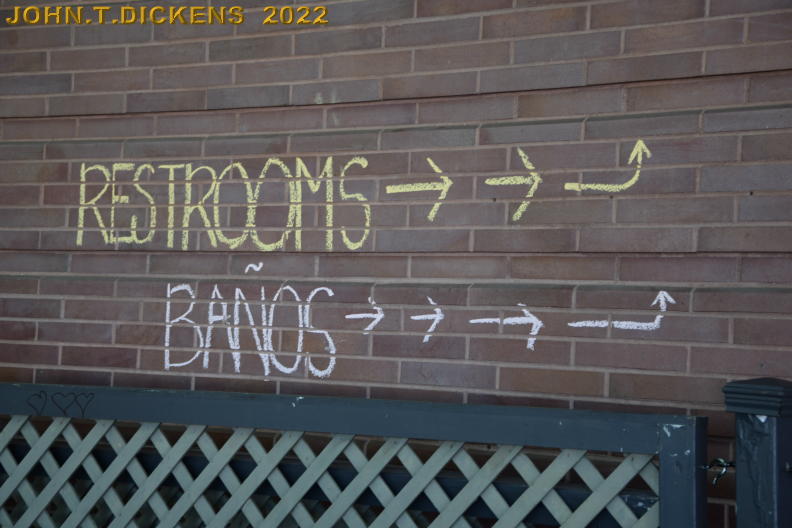 JOHN.T.DICKENS 2022
RESTROOMS → → ⤴
BAÑOS → → → ⤴